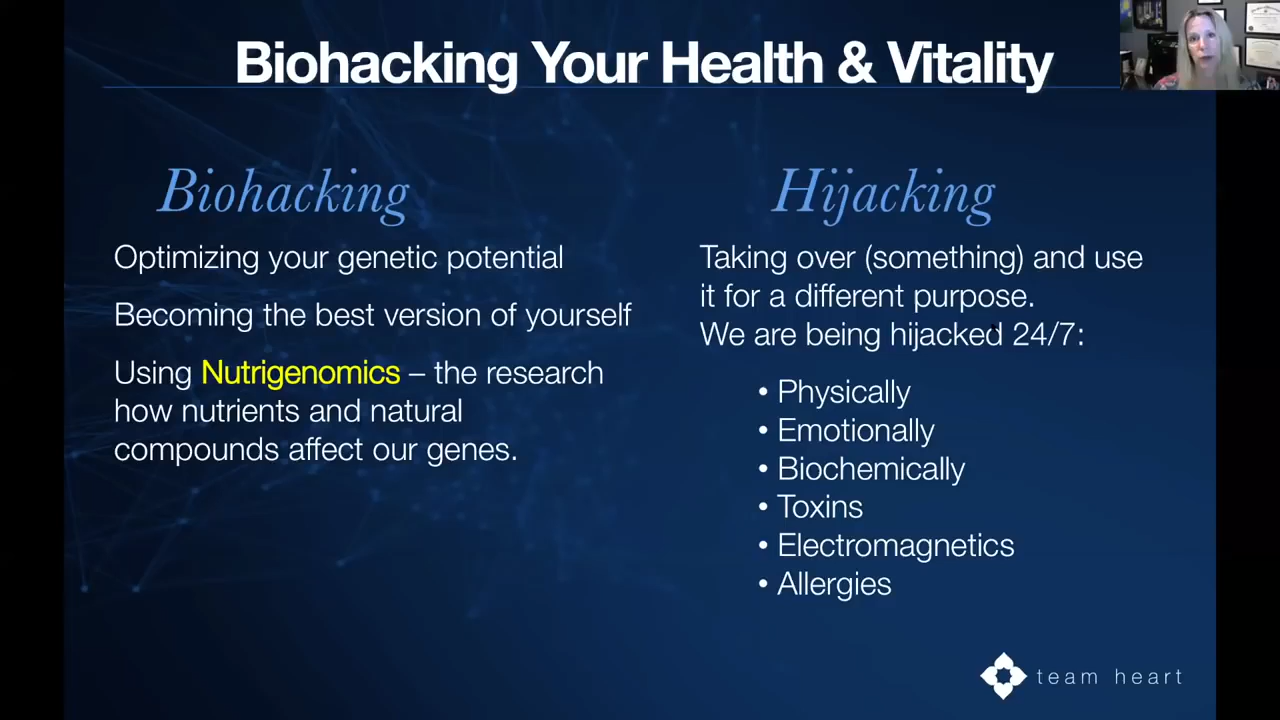 Biohacking Your Health & Vitality
Biohacking
Optimizing your genetic potential
Becoming the best version of yourself
Using Nutrigenomics – the research
how nutrients and natural
compounds affect our genes.
Hijacking
Taking over (something) and use
it for a different purpose.
We are being hijacked 24/7:
• Physically
• Emotionally
• Biochemically
• Toxins
• Electromagnetics
• Allergies
team heart